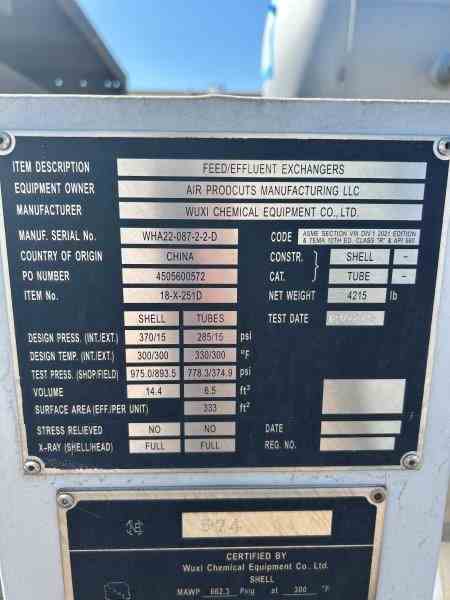 ITEM DESCRIPTION FEED/EFFLUENT EXCHANGERS
EQUIPMENT OWNER AIR PRODCUTS MANUFACTURING LLC
MANUFACTURER WUXI CHEMICAL EQUIPMENT CO., LTD.
MANUF. SERIAL No. WHA22-087-2-2-D CODE ASME SECTION VIII DIV 1 2021 EDITION & TEMA 10TH ED. CLASS "R" & API 660
COUNTRY OF ORIGIN CHINA CONSTR. SHELL -
PO NUMBER 4505600572 CAT. TUBE -
ITEM No. 18-X-251D NET WEIGHT 4215 lb
SHELL TUBES TEST DATE
DESIGN PRESS. (INT./EXT.) 370/15 285/15 psi
DESIGN TEMP. (INT./EXT.) 300/300 330/300 °F
TEST PRESS. (SHOP/FIELD) 975.0/893.5 778.3/374.9 psi
VOLUME 14.4 6.5 ft³
SURFACE AREA (EFF./PER UNIT) 333 ft²
STRESS RELIEVED NO NO DATE
X-RAY (SHELL/HEAD) FULL FULL REG. NO.
574
CERTIFIED BY
Wuxi Chemical Equipment Co., Ltd.
SHELL
MAWP 662.3 Psig at 300 °F